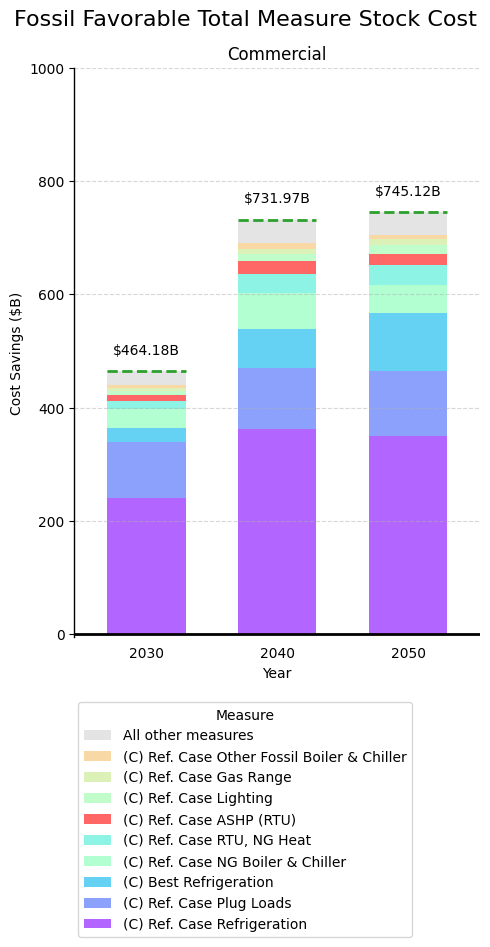 Fossil Favorable Total Measure Stock Cost
Commercial
1000
800
600
400
200
0
Cost Savings ($B)
$464.18B
$731.97B
$745.12B
2030
2040
2050
Year
Measure
All other measures
(C) Ref. Case Other Fossil Boiler & Chiller
(C) Ref. Case Gas Range
(C) Ref. Case Lighting
(C) Ref. Case ASHP (RTU)
(C) Ref. Case RTU, NG Heat
(C) Ref. Case NG Boiler & Chiller
(C) Best Refrigeration
(C) Ref. Case Plug Loads
(C) Ref. Case Refrigeration